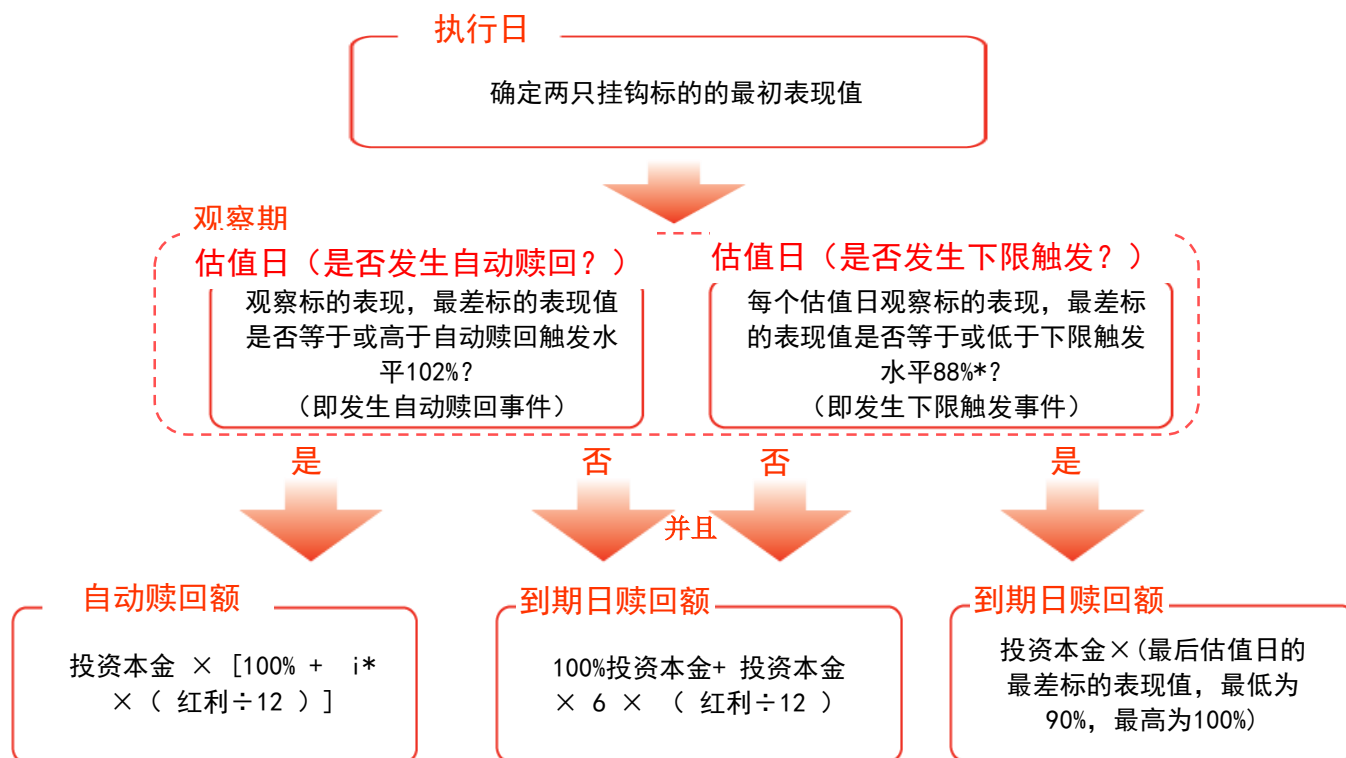 执行日
确定两只挂钩标的的最初表现值
观察期
估值日（是否发生自动赎回？）
观察标的表现，最差标的表现值
是否等于或高于自动赎回触发水
平102%?
（即发生自动赎回事件）
估值日（是否发生下限触发？）
每个估值日观察标的表现，最差标
的表现值是否等于或低于下限触发
水平88%*?
（即发生下限触发事件）
是
否
否
是
并且
自动赎回额
投资本金 × [100% + i*
×（ 红利÷12 ）]
到期日赎回额
100%投资本金+ 投资本金
× 6 × （ 红利÷12 ）
到期日赎回额
投资本金×(最后估值日的
最差标的表现值，最低为
90%，最高为100%)